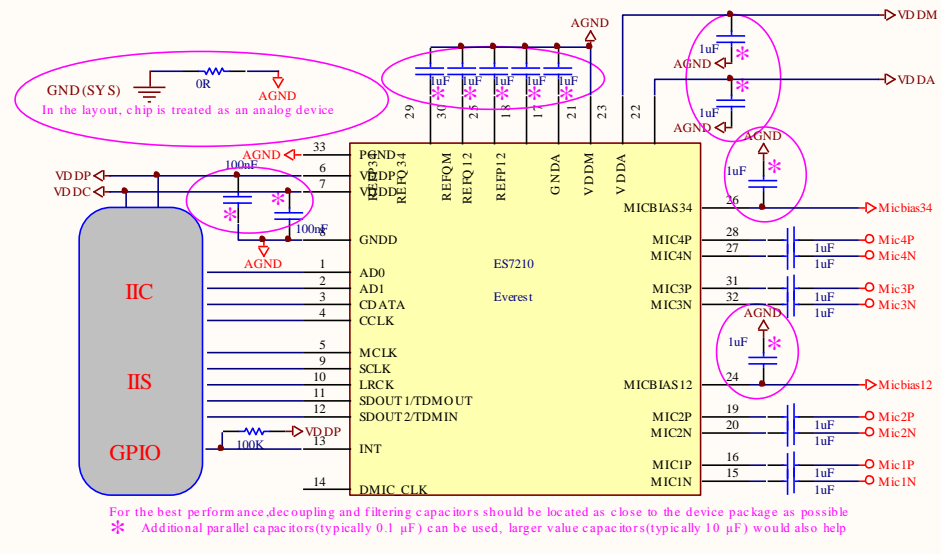 VDDM
AGND
1uF
*
AGND
VDDA
1uF
*
AGND
1uF 1uF 1uF 1uF 1uF
* * * * *
GND(SYS)
0R
AGND
In the layout, chip is treated as an analog device
29 30 25 18 17 21 23 22
REFP34 REFQ34 REFQM REFQ12 REFP12 GNDA VDDM VDDA
AGND 33 PGND
VDDP 6 VDDP
VDDC 7 VDDD
100nF
*
*
100nF
8 GNDD
AGND
AGND
1uF
*
MICBIAS34 26 Micbias34
MIC4P 28 1uF Mic4P
MIC4N 27 1uF Mic4N
MIC3P 31 1uF Mic3P
MIC3N 32 1uF Mic3N
AGND
1uF
*
MICBIAS12 24 Micbias12
MIC2P 19 1uF Mic2P
MIC2N 20 1uF Mic2N
MIC1P 16 1uF Mic1P
MIC1N 15 1uF Mic1N
ES7210
Everest
IIC
IIS
GPIO
1 AD0
2 AD1
3 CDATA
4 CCLK
5 MCLK
9 SCLK
10 LRCK
11 SDOUT1/TDMOUT
12 SDOUT2/TDMIN
100K
VDDP
13 INT
14 DMIC_CLK
For the best performance,decoupling and filtering capacitors should be located as close to the device package as possible
* Additional parallel capacitors(typically 0.1 μF) can be used, larger value capacitors(typically 10 μF) would also help